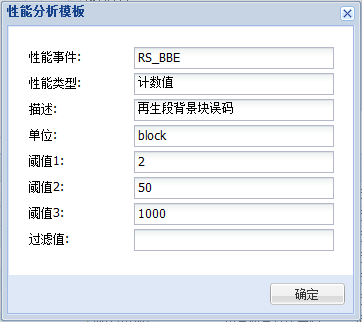 性能分析模板
性能事件: RS_BBE
性能类型: 计数值
描述: 再生段背景块误码
单位: block
阈值1: 2
阈值2: 50
阈值3: 1000
过滤值:
确定